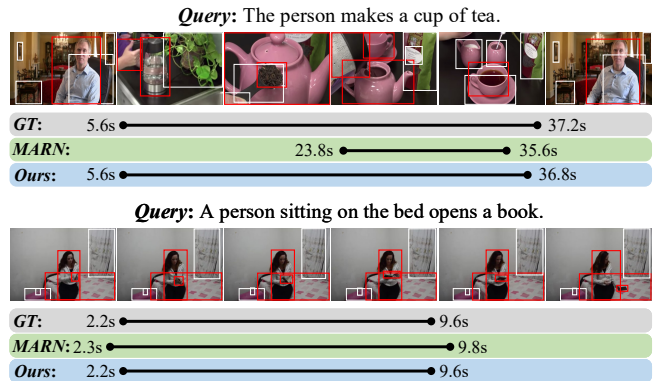 Query: The person makes a cup of tea.
GT: 5.6s 37.2s
MARN: 23.8s 35.6s
Ours: 5.6s 36.8s
Query: A person sitting on the bed opens a book.
GT: 2.2s 9.6s
MARN: 2.3s 9.8s
Ours: 2.2s 9.6s